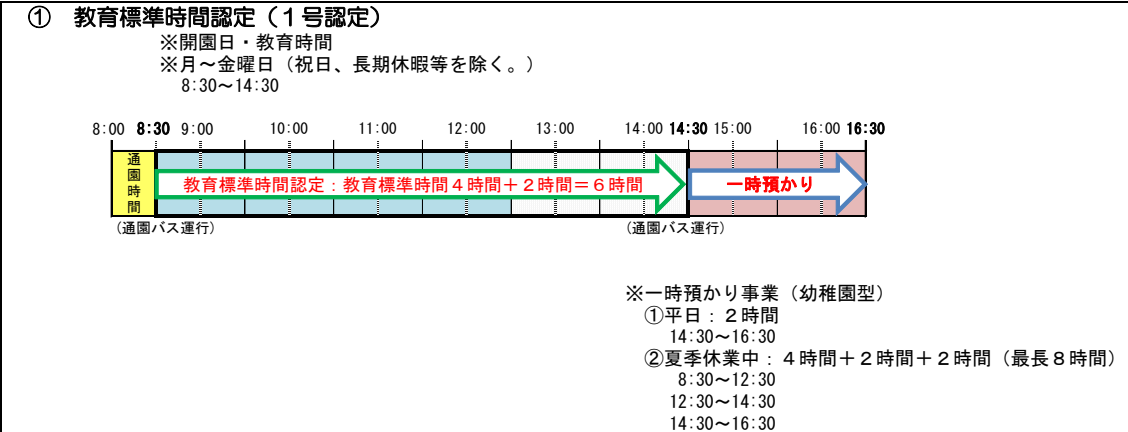 ① 教育標準時間認定（１号認定）
※開園日・教育時間
※月～金曜日（祝日、長期休暇等を除く。）
8:30～14:30
8:00 8:30 9:00 10:00 11:00 12:00 13:00 14:00 14:30 15:00 16:00 16:30
通園時間
教育標準時間認定：教育標準時間４時間＋２時間＝６時間
一時預かり
（通園バス運行） （通園バス運行）
※一時預かり事業（幼稚園型）
①平日：２時間
14:30～16:30
②夏季休業中：４時間＋２時間＋２時間（最長８時間）
8:30～12:30
12:30～14:30
14:30～16:30